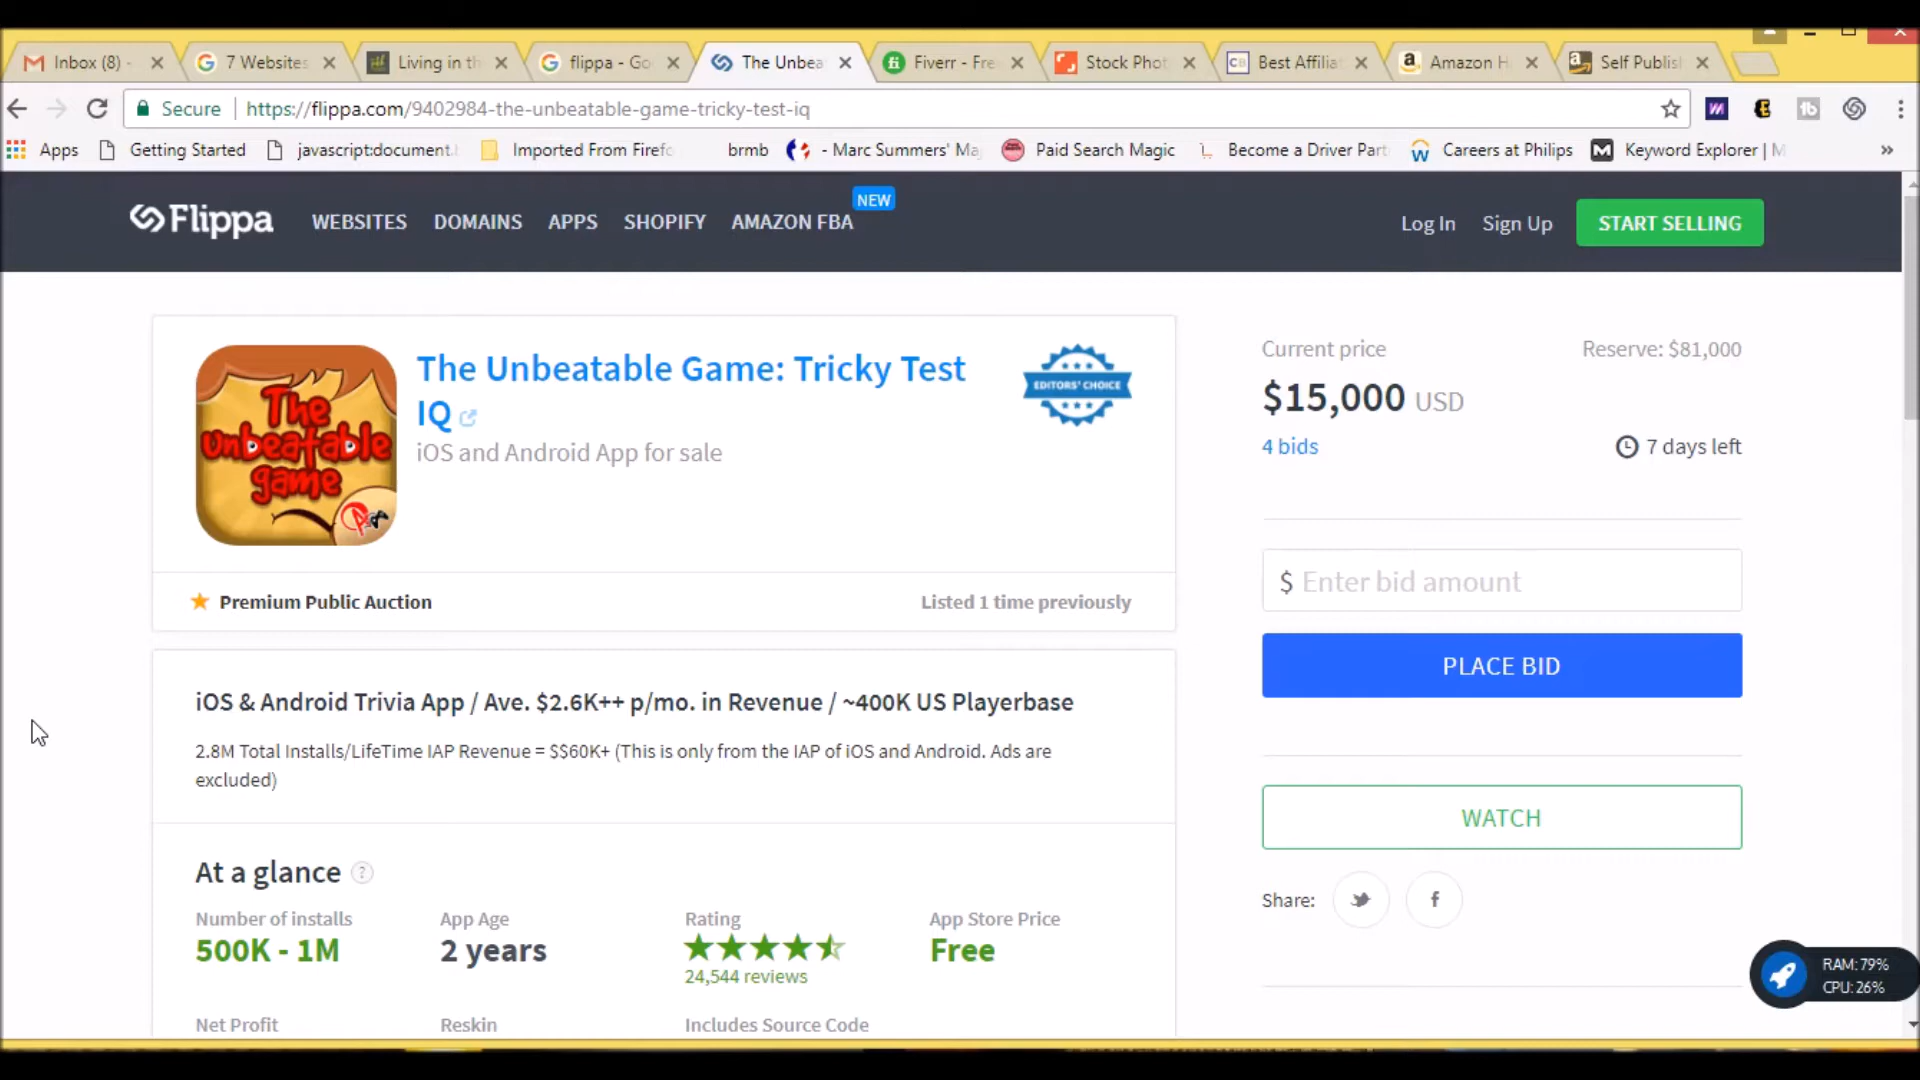 Inbox (8) -
7 Websites
Living in th
flippa - Go
The Unbea
Fiverr - Fre
Stock Phot
CB Best Affilia
Amazon H
Self Publis
Secure https://flippa.com/9402984-the-unbeatable-game-tricky-test-iq
Apps Getting Started javascript:document. Imported From Firefo brmb - Marc Summers' Ma Paid Search Magic Become a Driver Part Careers at Philips Keyword Explorer | M »
Flippa WEBSITES DOMAINS APPS SHOPIFY AMAZON FBA NEW Log In Sign Up START SELLING
The Unbeatable Game: Tricky Test
IQ
iOS and Android App for sale
The
unbeatable
game
EDITORS' CHOICE
Premium Public Auction Listed 1 time previously
Current price Reserve: $81,000
$15,000 USD
4 bids 7 days left
$ Enter bid amount
PLACE BID
WATCH
Share:
iOS & Android Trivia App / Ave. $2.6K++ p/mo. in Revenue / ~400K US Playerbase
2.8M Total Installs/LifeTime IAP Revenue = $$60K+ (This is only from the IAP of iOS and Android. Ads are
excluded)
At a glance ?
Number of installs App Age Rating App Store Price
500K - 1M 2 years Free
24,544 reviews
Net Profit Reskin Includes Source Code
RAM: 79%
CPU: 26%